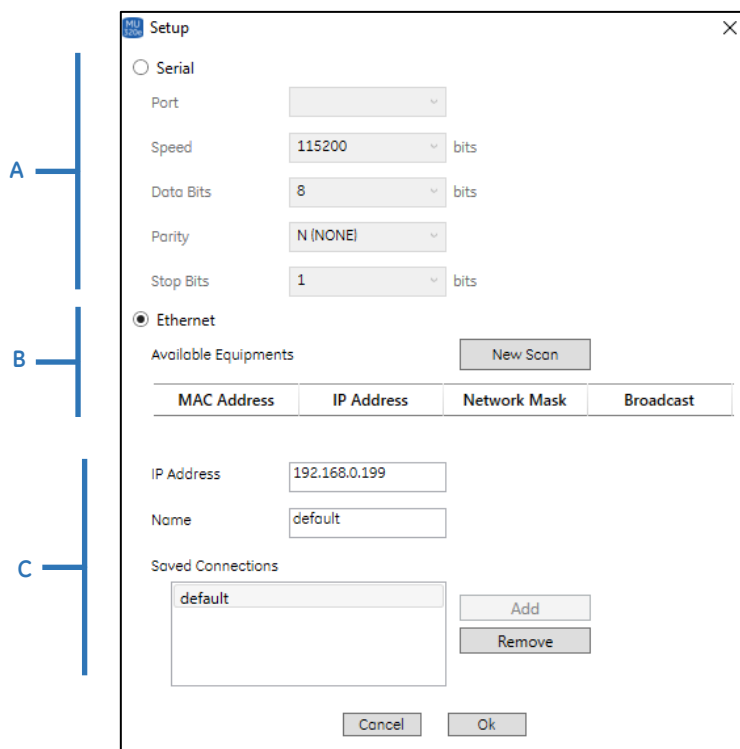 MU 320e Setup
Serial
Port
Speed 115200 bits
A
Data Bits 8 bits
Parity N (NONE)
Stop Bits 1 bits
Ethernet
B
Available Equipments New Scan
MAC Address IP Address Network Mask Broadcast
IP Address 192.168.0.199
Name default
C
Saved Connections
default
Add
Remove
Cancel Ok